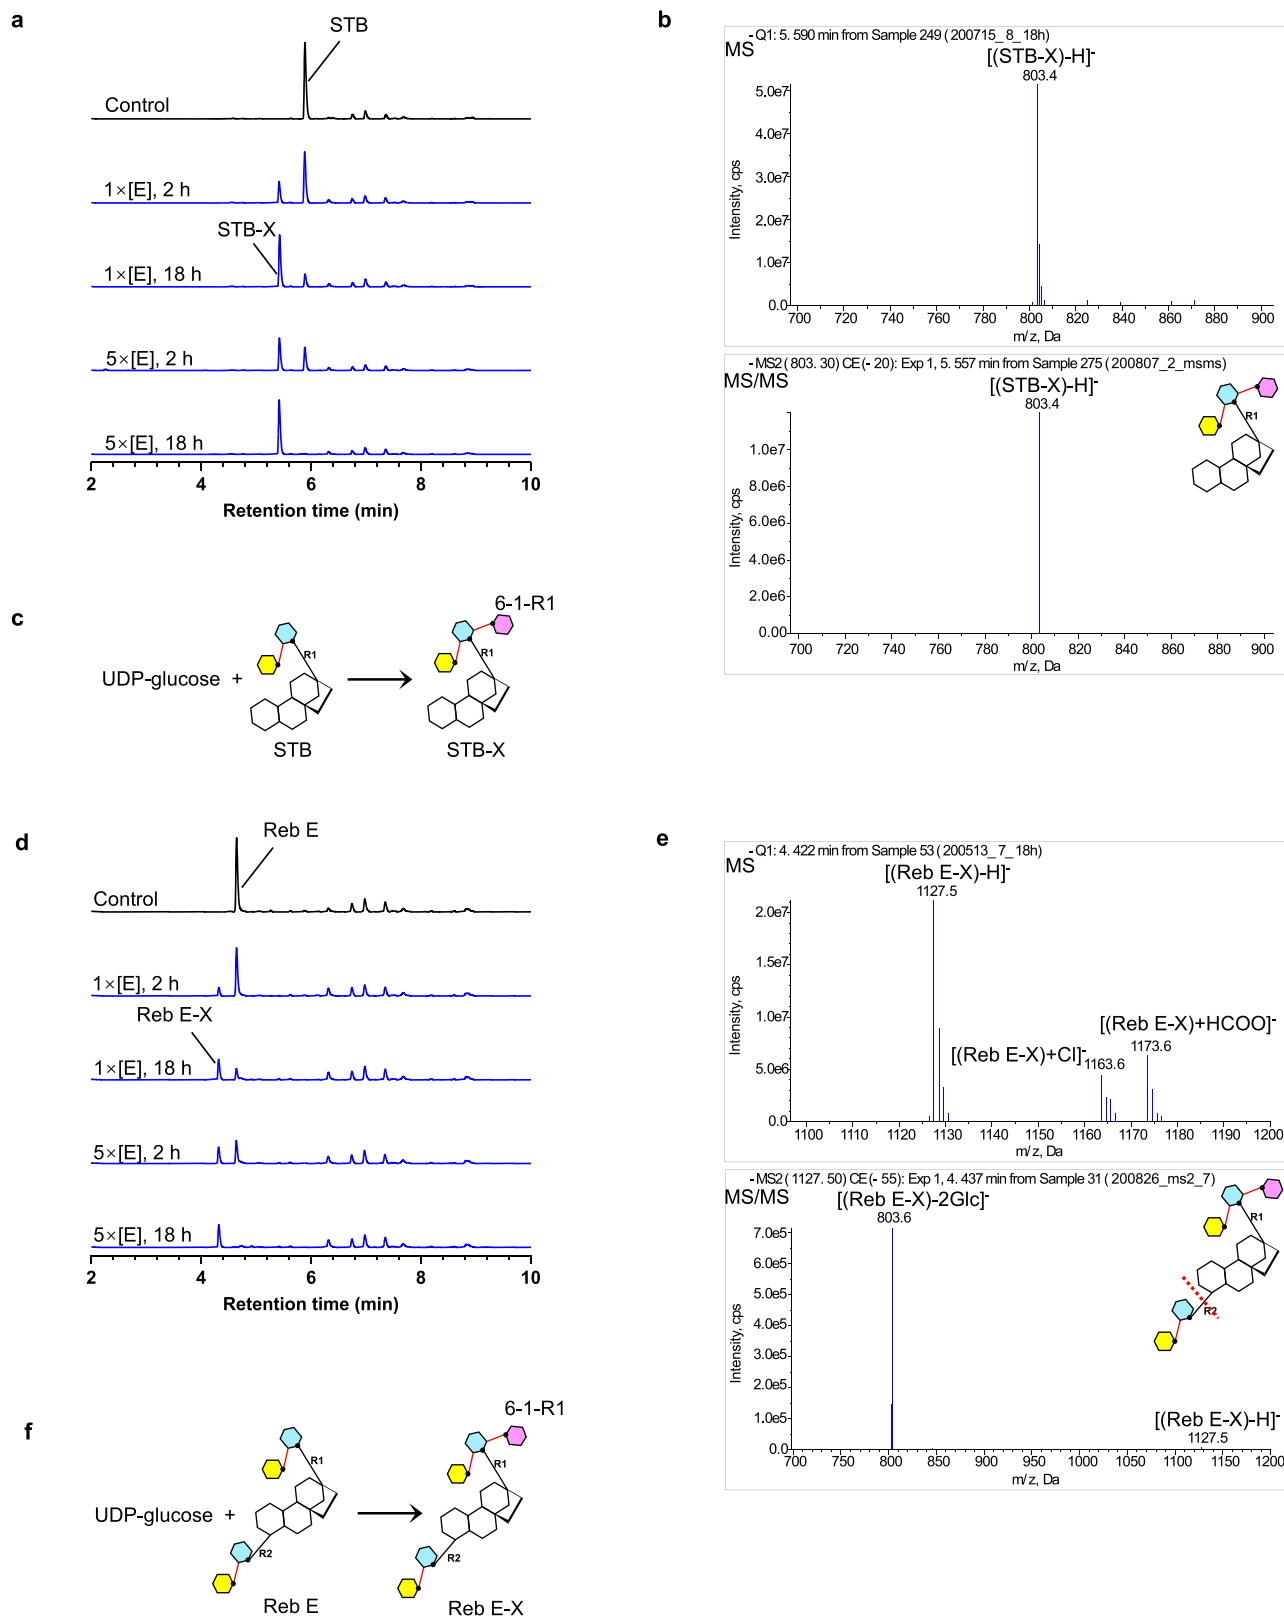 a
STB
Control
1×[E], 2 h
STB-X
1×[E], 18 h
5×[E], 2 h
5×[E], 18 h
2 4 6 8 10
Retention time (min)
b
-Q1: 5. 590 min from Sample 249 (200715_8_18h)
MS
[(STB-X)-H]-
803.4
5.0e7
4.0e7
3.0e7
2.0e7
1.0e7
0.0
Intensity, cps
700 720 740 760 780 800 820 840 860 880 900
m/z, Da
-MS2 (803. 30) CE (- 20): Exp 1, 5. 557 min from Sample 275 (200807_2_msms)
MS/MS
[(STB-X)-H]-
803.4
R1
1.0e7
8.0e6
6.0e6
4.0e6
2.0e6
0.00
Intensity, cps
700 720 740 760 780 800 820 840 860 880 900
m/z, Da
c
6-1-R1
R1
R1
UDP-glucose +
STB
STB-X
d
Reb E
Control
1×[E], 2 h
Reb E-X
1×[E], 18 h
5×[E], 2 h
5×[E], 18 h
2 4 6 8 10
Retention time (min)
e
-Q1: 4. 422 min from Sample 53 (200513_7_18h)
MS
[(Reb E-X)-H]-
1127.5
[(Reb E-X)+HCOO]-
1173.6
[(Reb E-X)+Cl]-
1163.6
2.0e7
1.5e7
1.0e7
5.0e6
0.0
Intensity, cps
1100 1110 1120 1130 1140 1150 1160 1170 1180 1190 1200
m/z, Da
-MS2 (1127. 50) CE (- 55): Exp 1, 4. 437 min from Sample 31 (200826_ms2_7)
MS/MS
[(Reb E-X)-2Glc]-
803.6
R1
R2
[(Reb E-X)-H]-
1127.5
7.0e5
6.0e5
5.0e5
4.0e5
3.0e5
2.0e5
1.0e5
0.0
Intensity, cps
700 750 800 850 900 950 1000 1050 1100 1150 1200
m/z, Da
f
6-1-R1
R1
R1
UDP-glucose +
R2
R2
Reb E
Reb E-X